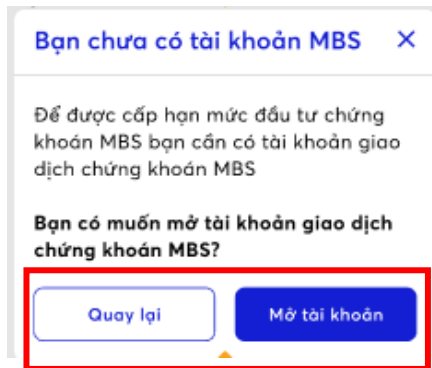 Bạn chưa có tài khoản MBS
Để được cấp hạn mức đầu tư chứng
khoán MBS bạn cần có tài khoản giao
dịch chứng khoán MBS
Bạn có muốn mở tài khoản giao dịch
chứng khoán MBS?
Quay lại
Mở tài khoản